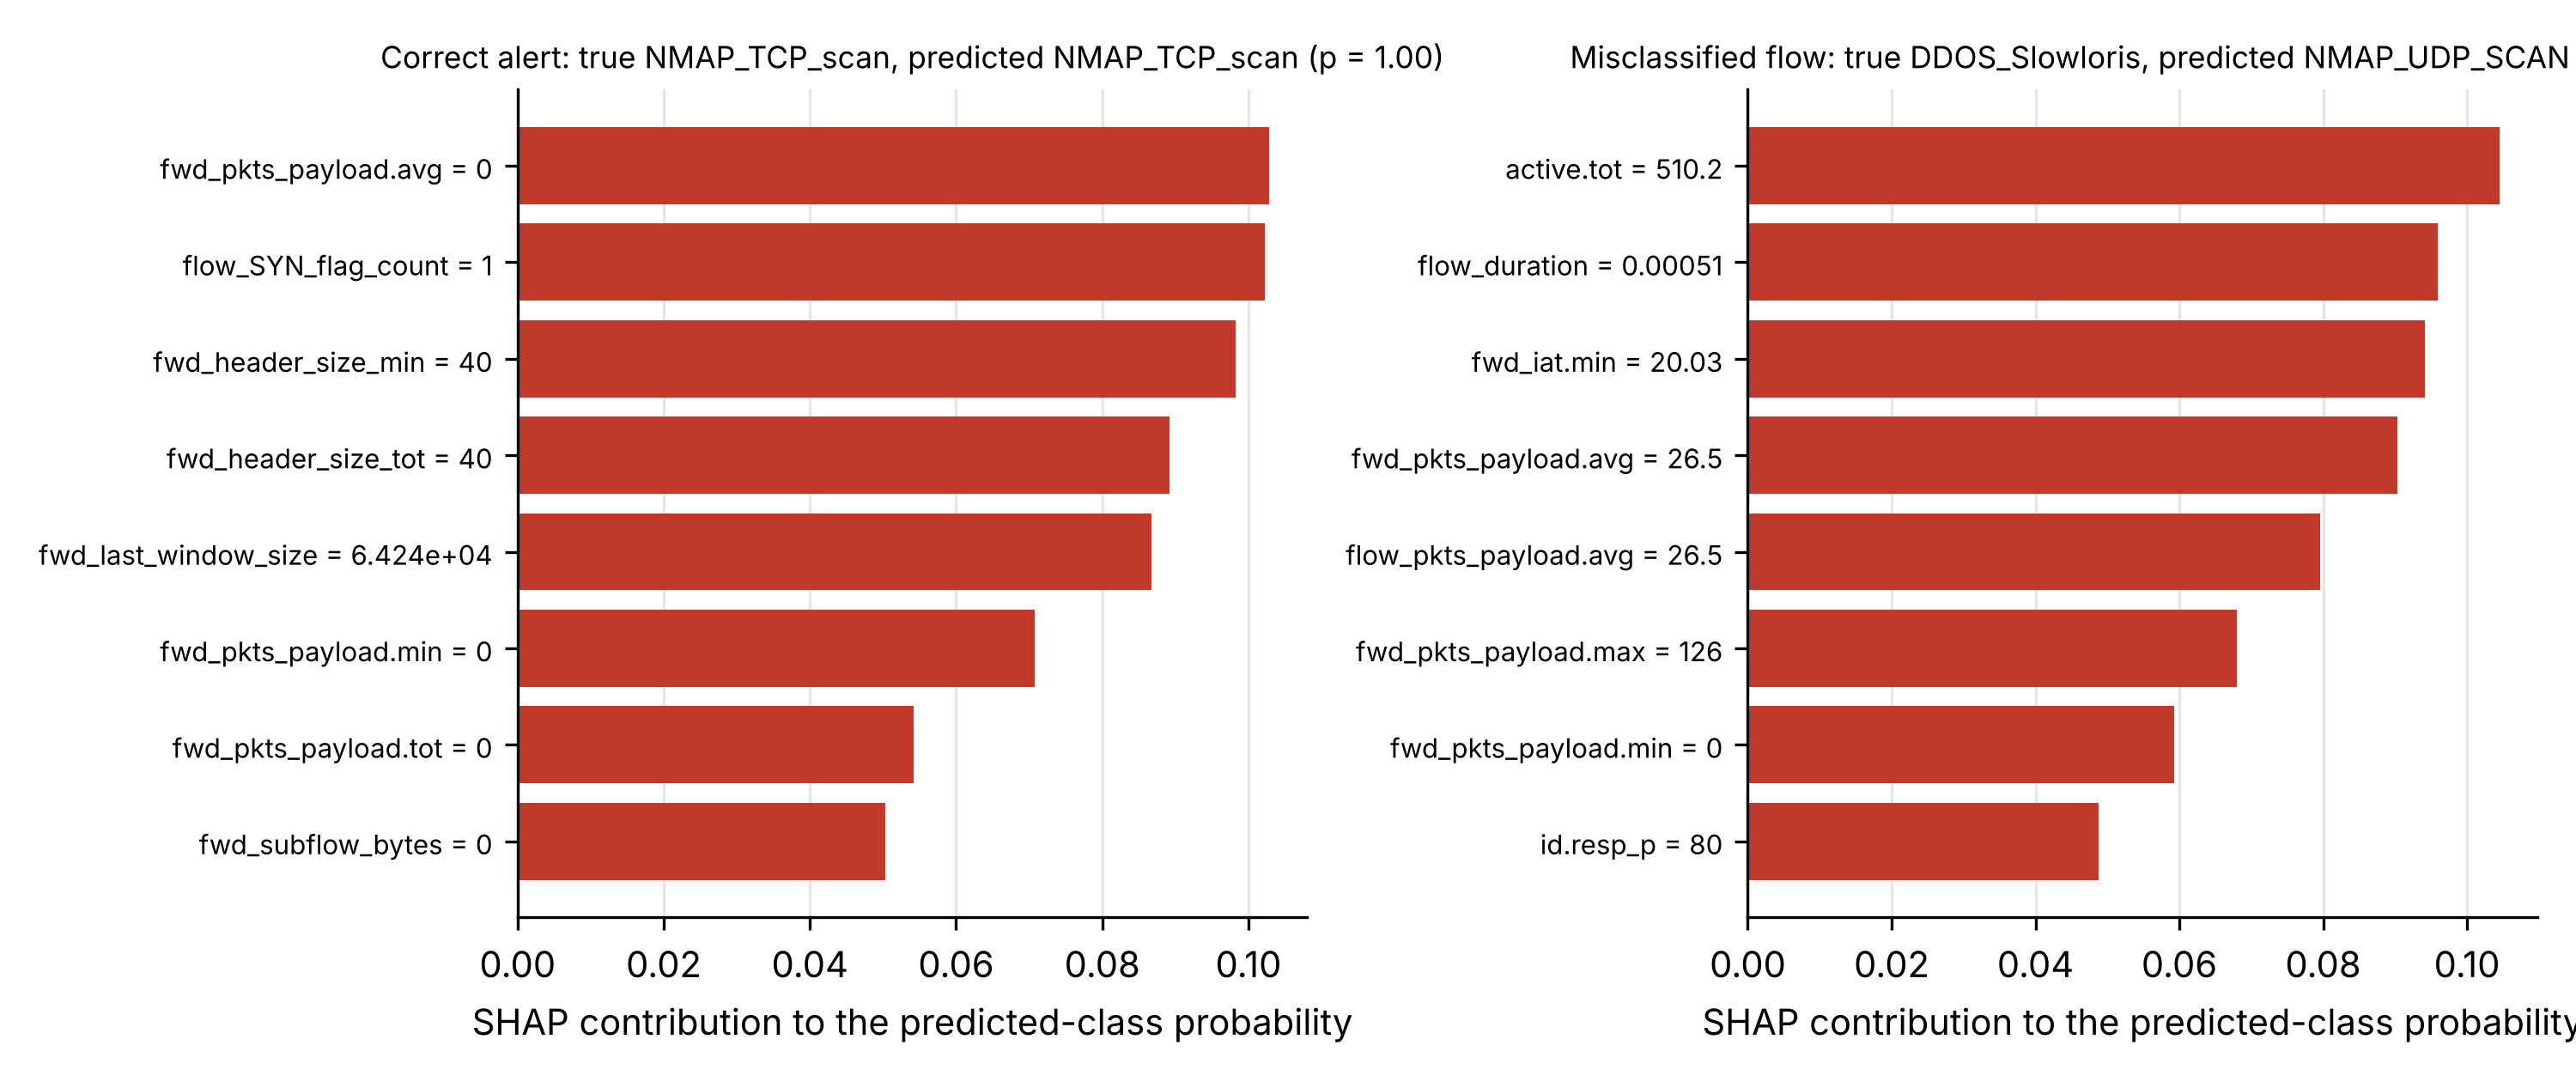 Correct alert: true NMAP_TCP_scan, predicted NMAP_TCP_scan (p = 1.00)
fwd_pkts_payload.avg = 0
flow_SYN_flag_count = 1
fwd_header_size_min = 40
fwd_header_size_tot = 40
fwd_last_window_size = 6.424e+04
fwd_pkts_payload.min = 0
fwd_pkts_payload.tot = 0
fwd_subflow_bytes = 0
0.00 0.02 0.04 0.06 0.08 0.10
SHAP contribution to the predicted-class probability
Misclassified flow: true DDOS_Slowloris, predicted NMAP_UDP_SCAN
active.tot = 510.2
flow_duration = 0.00051
fwd_iat.min = 20.03
fwd_pkts_payload.avg = 26.5
flow_pkts_payload.avg = 26.5
fwd_pkts_payload.max = 126
fwd_pkts_payload.min = 0
id.resp_p = 80
0.00 0.02 0.04 0.06 0.08 0.10
SHAP contribution to the predicted-class probability